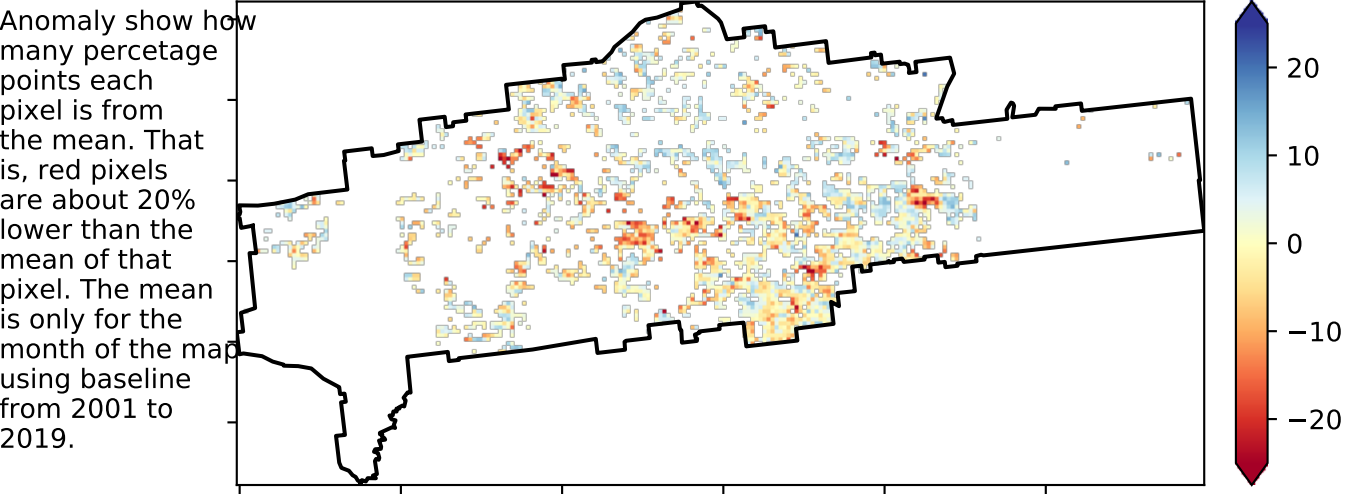 Anomaly show how
many percetage
points each
pixel is from
the mean. That
is, red pixels
are about 20%
lower than the
mean of that
pixel. The mean
is only for the
month of the map
using baseline
from 2001 to
2019.
20
10
0
−10
−20